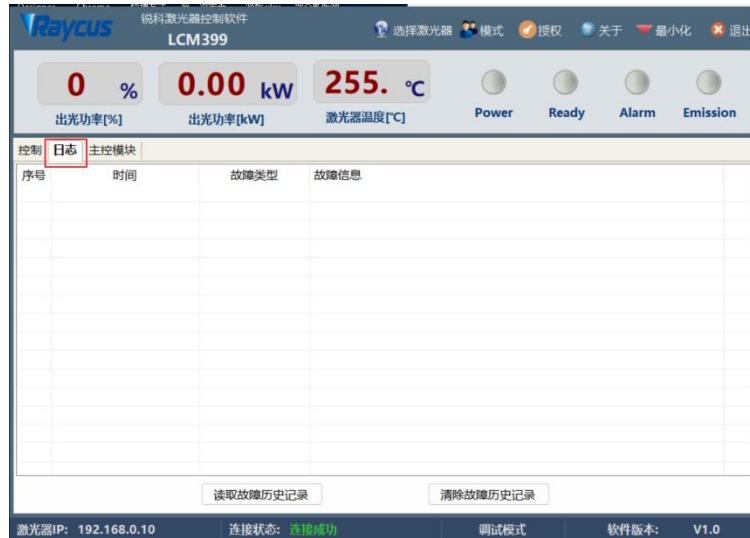 Raycus
锐科激光器控制软件
LCM399
选择激光器 模式 授权 关于 最小化 退出
0 % 0.00 kW 255. ℃
出光功率[%] 出光功率[kW] 激光器温度[℃] Power Ready Alarm Emission
控制 日志 主控模块
序号 时间 故障类型 故障信息
读取故障历史记录 清除故障历史记录
激光器IP: 192.168.0.10 连接状态: 连接成功 调试模式 软件版本: V1.0